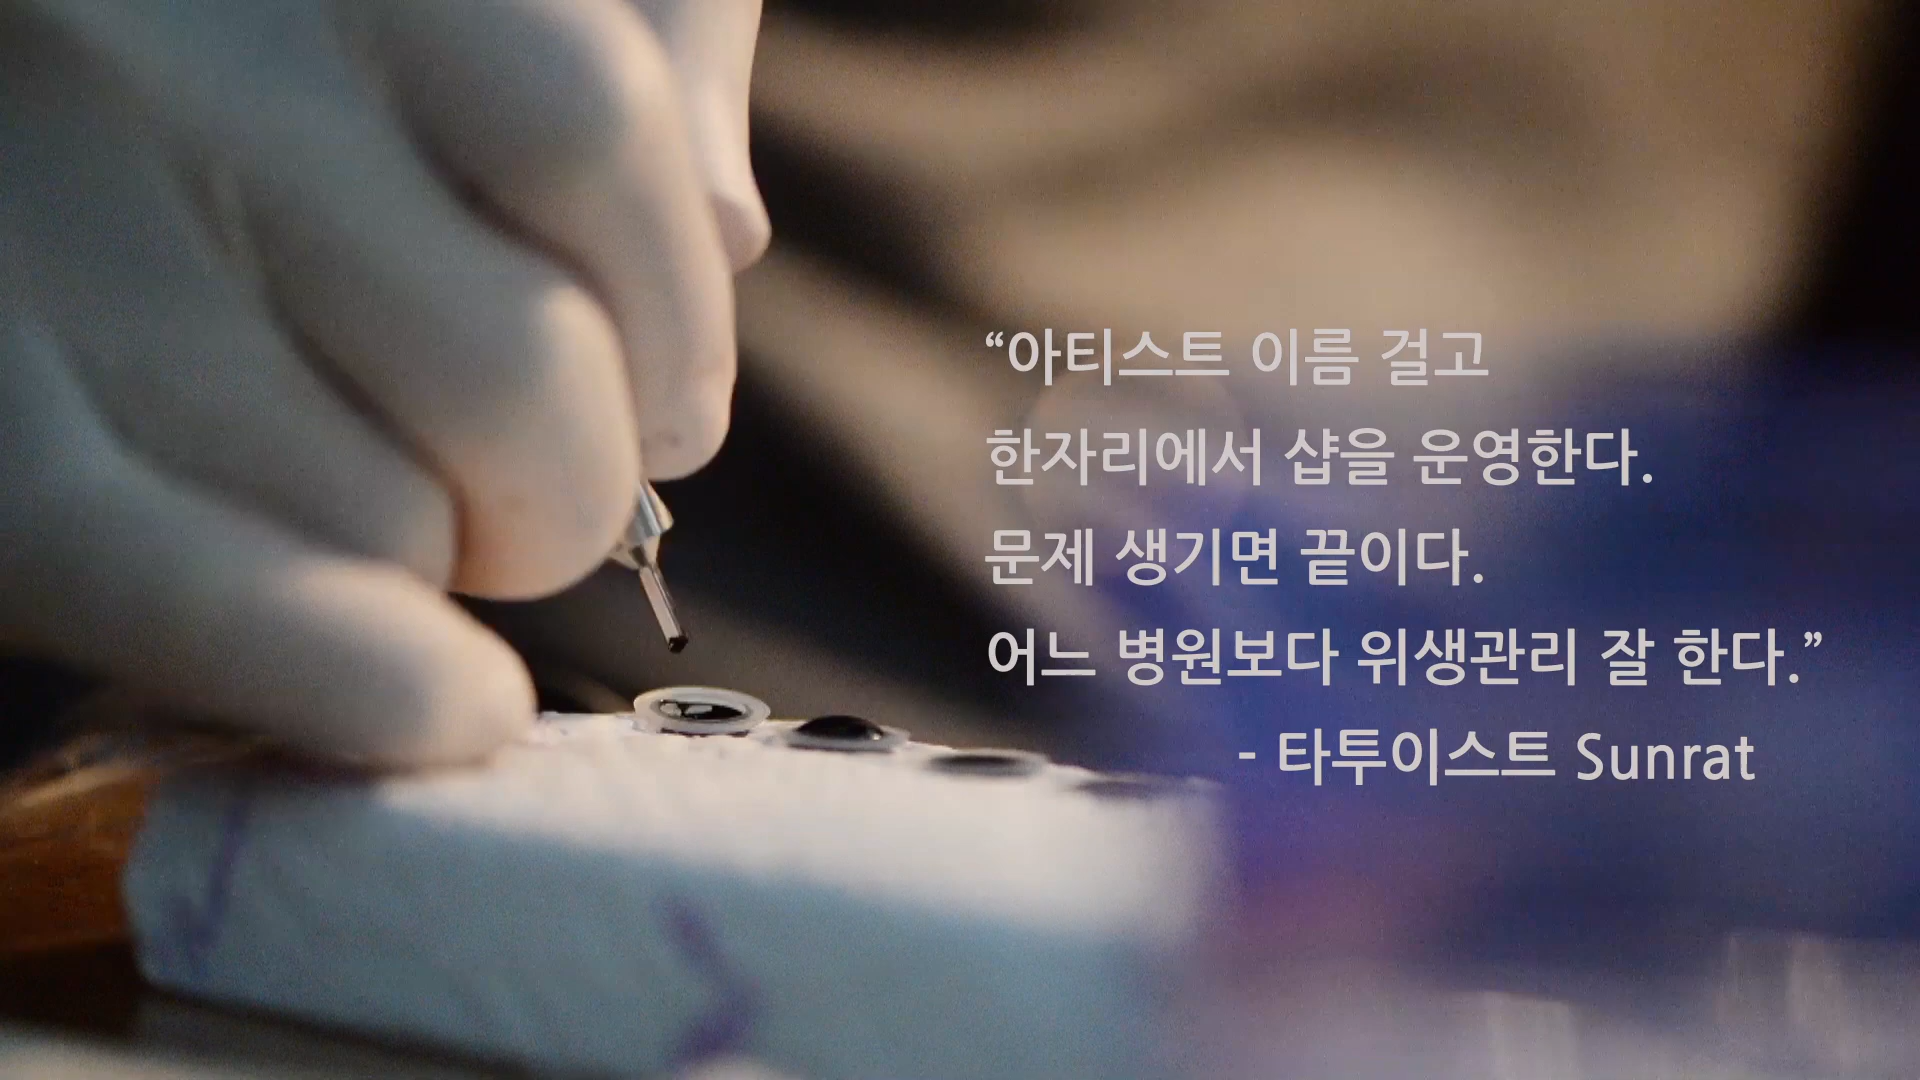 “아티스트 이름 걸고
한자리에서 샵을 운영한다.
문제 생기면 끝이다.
어느 병원보다 위생관리 잘 한다.”
- 타투이스트 Sunrat